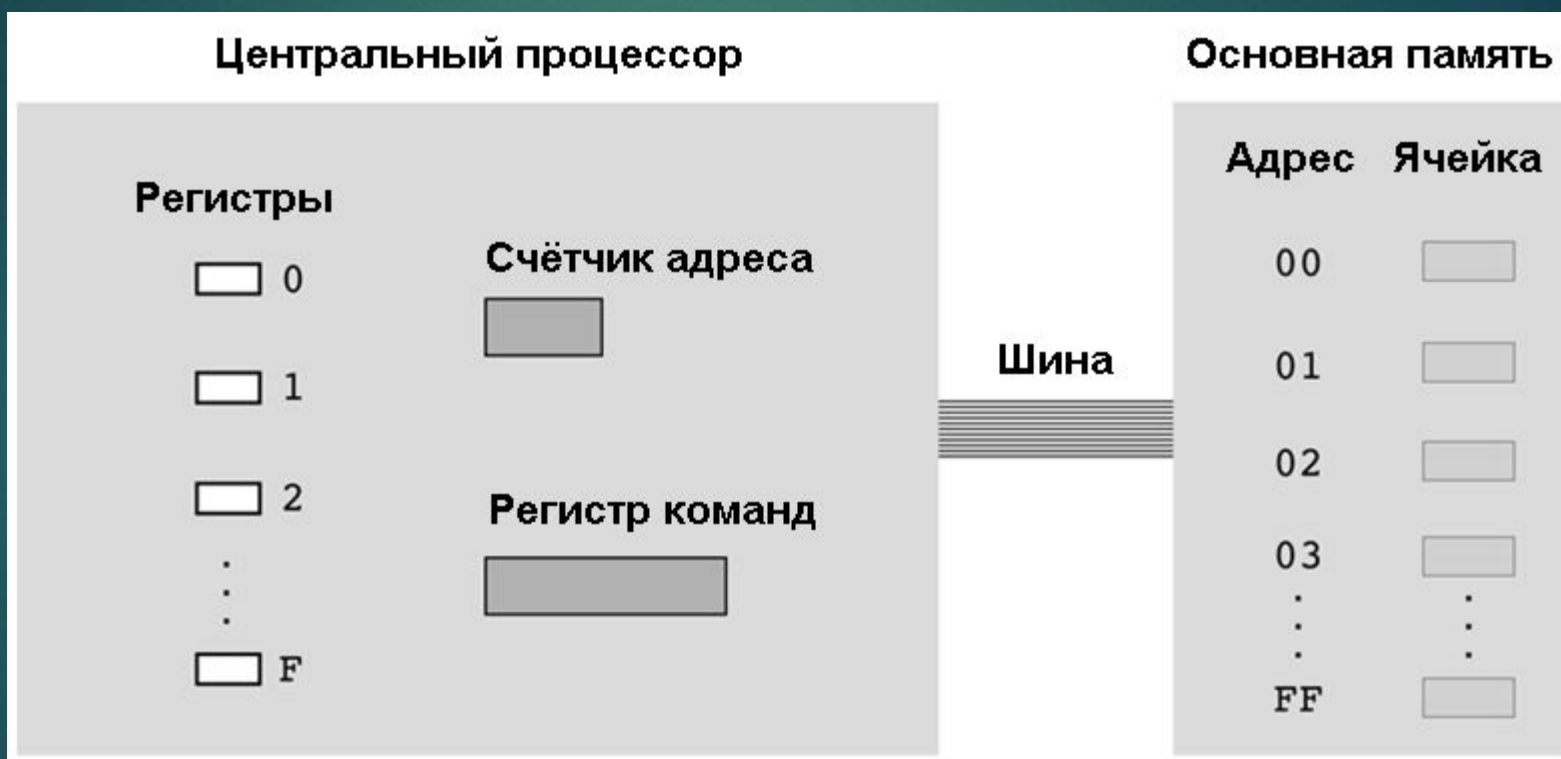 Центральный процессор
Основная память
Регистры
0
1
2
F
Счётчик адреса
Регистр команд
Шина
Адрес Ячейка
00
01
02
03
FF